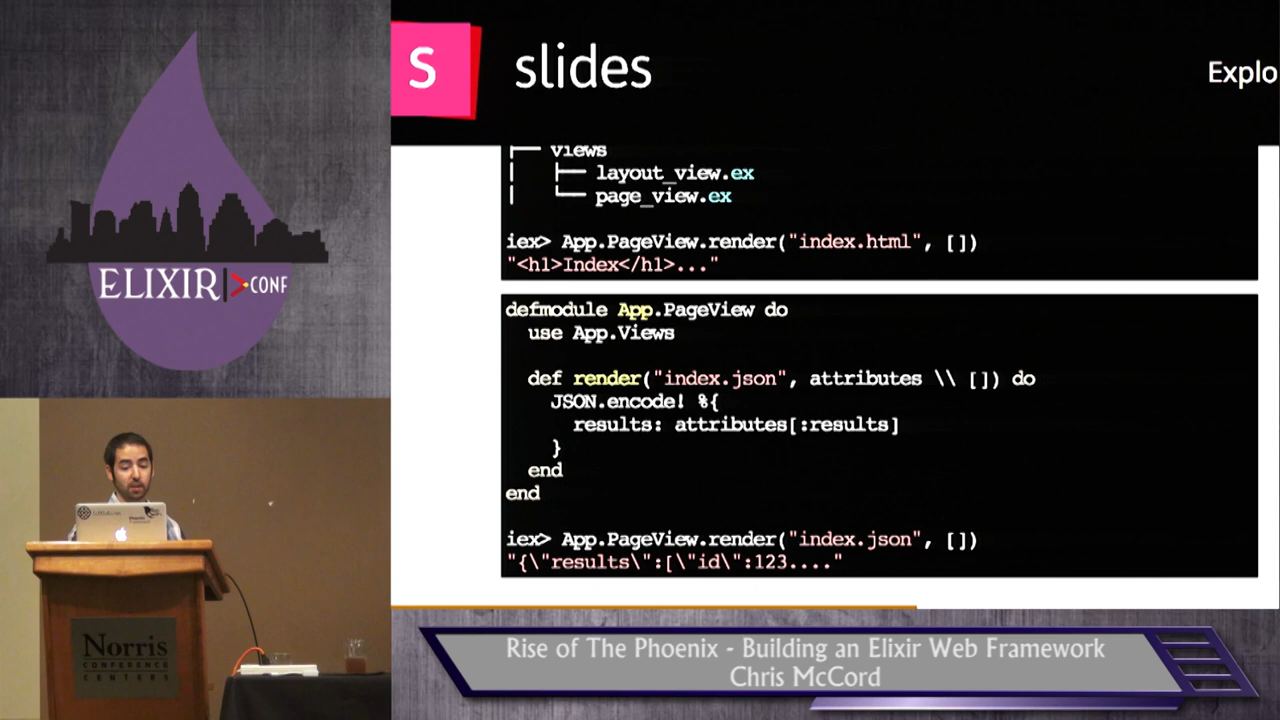 S slides
Explo
├── views
│   ├── layout_view.ex
│   └── page_view.ex
iex> App.PageView.render("index.html", [])
"<h1>Index</h1>..."
defmodule App.PageView do
  use App.Views
  def render("index.json", attributes \\ []) do
    JSON.encode! %{
      results: attributes[:results]
    }
  end
end
iex> App.PageView.render("index.json", [])
"{\"results\":[\"id\":123...."
ELIXIR|>CONF
Norris
CONFERENCE
CENTERS
Rise of The Phoenix - Building an Elixir Web Framework
Chris McCord